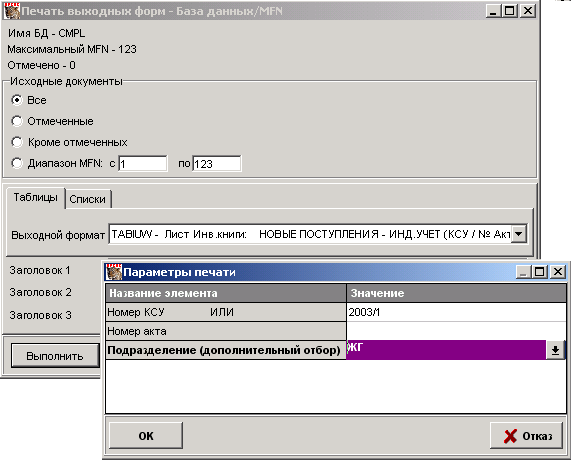 Печать выходных форм - База данных/MFN
Имя БД - CMPL
Максимальный MFN - 123
Отмечено - 0
Исходные документы
Все
Отмеченные
Кроме отмеченных
Диапазон MFN: с 1 по 123
Таблицы Списки
Выходной формат TABIUW - Лист Инв.книги: НОВЫЕ ПОСТУПЛЕНИЯ - ИНД.УЧЕТ (КСУ / № Акт
Заголовок 1
Заголовок 2
Заголовок 3
Выполнить
Параметры печати
Название элемента Значение
Номер КСУ ИЛИ 2003/1
Номер акта
Подразделение (дополнительный отбор) ЖГ
OK Отказ